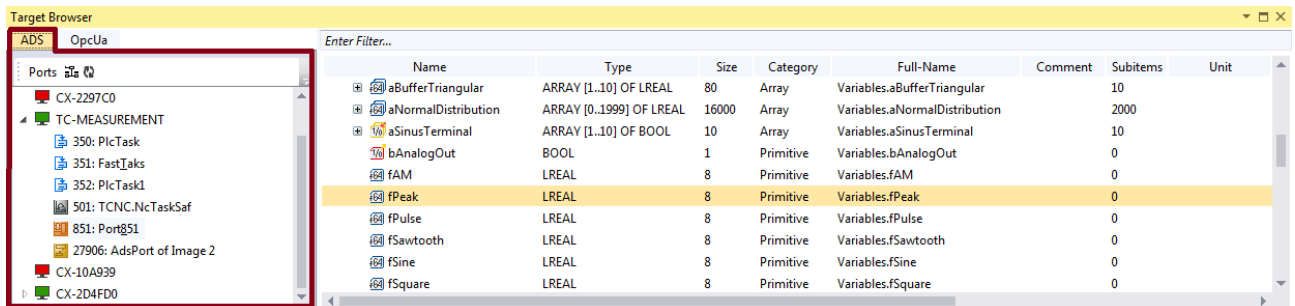 Target Browser
ADS OpcUa
Enter Filter...
Ports
CX-2297C0
TC-MEASUREMENT
350: PlcTask
351: FastTaks
352: PlcTask1
501: TCNC.NcTaskSaf
851: Port851
27906: AdsPort of Image 2
CX-10A939
CX-2D4FD0
Name Type Size Category Full-Name Comment Subitems Unit
aBufferTriangular ARRAY [1..10] OF LREAL 80 Array Variables.aBufferTriangular 10
aNormalDistribution ARRAY [0..1999] OF LREAL 16000 Array Variables.aNormalDistribution 2000
aSinusTerminal ARRAY [1..10] OF BOOL 10 Array Variables.aSinusTerminal 10
bAnalogOut BOOL 1 Primitive Variables.bAnalogOut 0
fAM LREAL 8 Primitive Variables.fAM 0
fPeak LREAL 8 Primitive Variables.fPeak 0
fPulse LREAL 8 Primitive Variables.fPulse 0
fSawtooth LREAL 8 Primitive Variables.fSawtooth 0
fSine LREAL 8 Primitive Variables.fSine 0
fSquare LREAL 8 Primitive Variables.fSquare 0